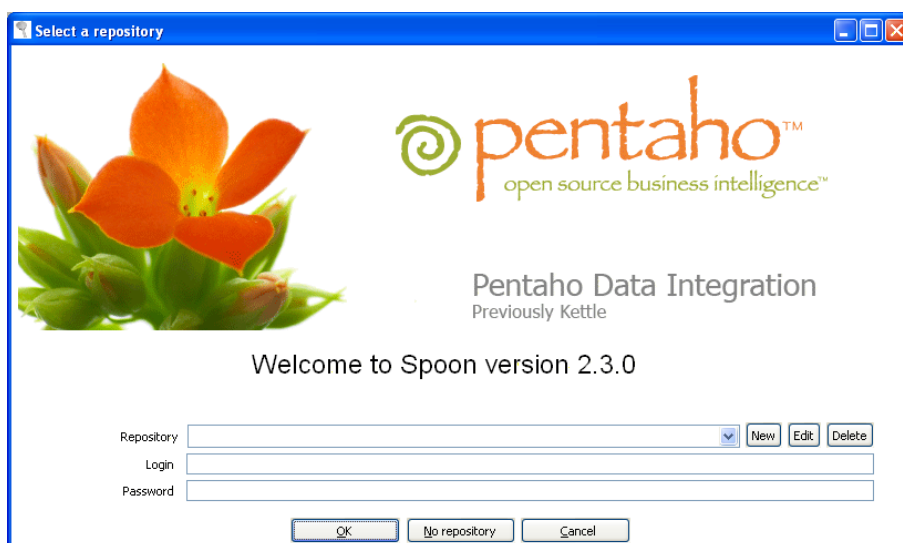 Select a repository
pentaho™
open source business intelligence™
Pentaho Data Integration
Previously Kettle
Welcome to Spoon version 2.3.0
Repository New Edit Delete
Login
Password
OK No repository Cancel